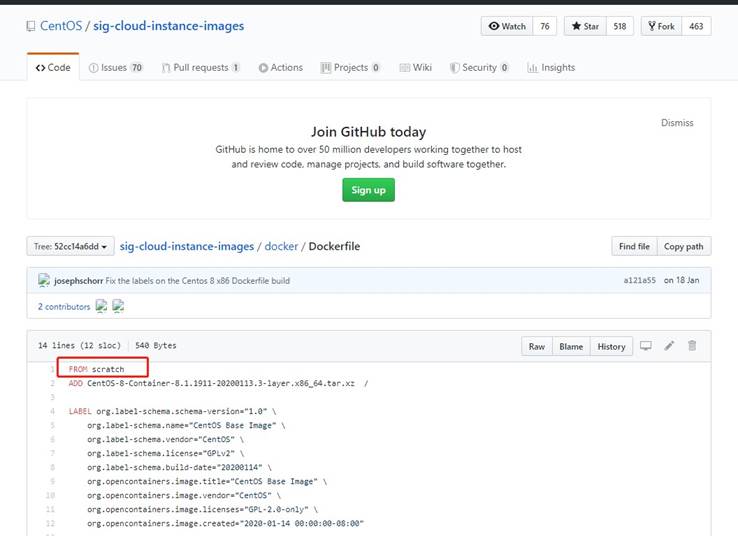 CentOS / sig-cloud-instance-images
Watch 76 Star 518 Fork 463
Code Issues 70 Pull requests 1 Actions Projects 0 Wiki Security 0 Insights
Dismiss
Join GitHub today
GitHub is home to over 50 million developers working together to host
and review code, manage projects, and build software together.
Sign up
Tree: 52cc14a6dd sig-cloud-instance-images / docker / Dockerfile Find file Copy path
josephschorr Fix the labels on the Centos 8 x86 Dockerfile build a121a55 on 18 Jan
2 contributors
14 lines (12 sloc) 540 Bytes Raw Blame History
1 FROM scratch
2 ADD CentOS-8-Container-8.1.1911-20200113.3-layer.x86_64.tar.xz /
3
4 LABEL org.label-schema.schema-version="1.0" \
5 org.label-schema.name="CentOS Base Image" \
6 org.label-schema.vendor="CentOS" \
7 org.label-schema.license="GPLv2" \
8 org.label-schema.build-date="20200114" \
9 org.opencontainers.image.title="CentOS Base Image" \
10 org.opencontainers.image.vendor="CentOS" \
11 org.opencontainers.image.licenses="GPL-2.0-only" \
12 org.opencontainers.image.created="2020-01-14 00:00:00-08:00"